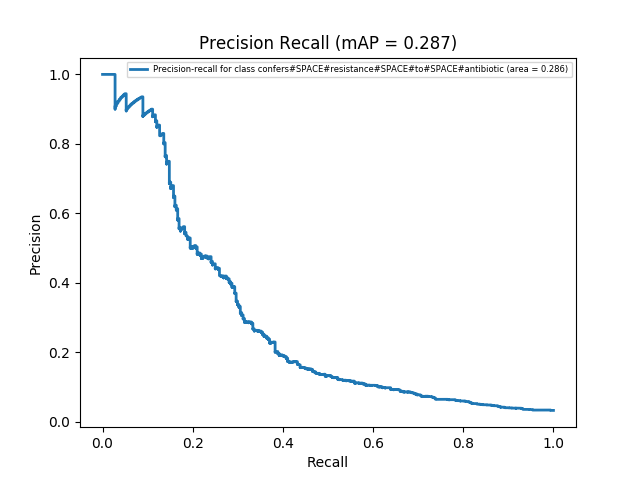 Precision Recall (mAP = 0.287)
Precision-recall for class confers#SPACE#resistance#SPACE#to#SPACE#antibiotic (area = 0.286)
1.0
0.8
0.6
0.4
0.2
0.0
Precision
0.0 0.2 0.4 0.6 0.8 1.0
Recall